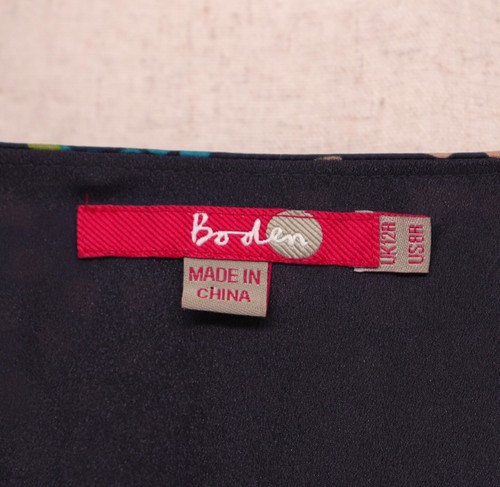 Boden
UK12R
US8R
MADE IN
CHINA